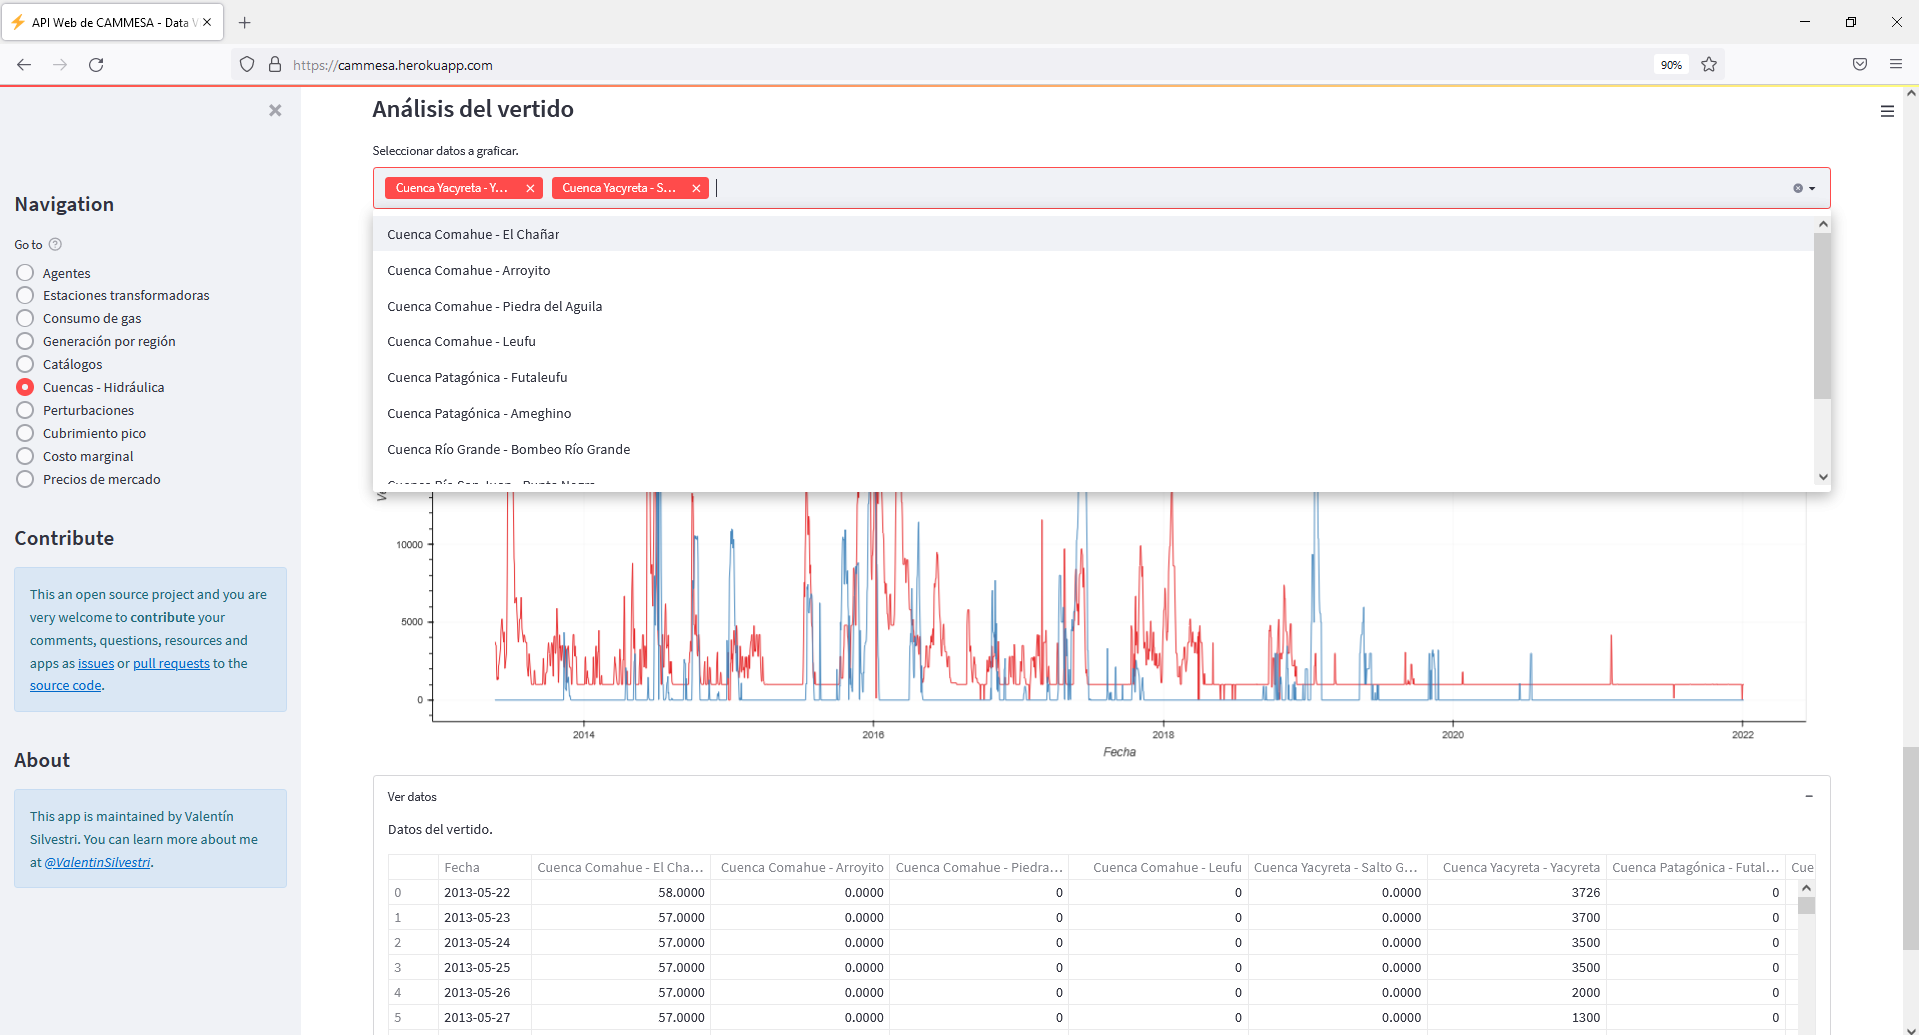 API Web de CAMMESA - Data V
https://cammesa.herokuapp.com
90%
Navigation
Go to
Agentes
Estaciones transformadoras
Consumo de gas
Generación por región
Catálogos
Cuencas - Hidráulica
Perturbaciones
Cubrimiento pico
Costo marginal
Precios de mercado
Contribute
This an open source project and you are
very welcome to contribute your
comments, questions, resources and
apps as issues or pull requests to the
source code.
About
This app is maintained by Valentín
Silvestri. You can learn more about me
at @ValentinSilvestri.
Análisis del vertido
Seleccionar datos a graficar.
Cuenca Yacyreta - Y...
Cuenca Yacyreta - S...
Cuenca Comahue - El Chañar
Cuenca Comahue - Arroyito
Cuenca Comahue - Piedra del Aguila
Cuenca Comahue - Leufu
Cuenca Patagónica - Futaleufu
Cuenca Patagónica - Ameghino
Cuenca Río Grande - Bombeo Río Grande
10000
5000
0
2014 2016 2018 2020 2022
Fecha
Ver datos
Datos del vertido.
Fecha Cuenca Comahue - El Cha... Cuenca Comahue - Arroyito Cuenca Comahue - Piedra... Cuenca Comahue - Leufu Cuenca Yacyreta - Salto G... Cuenca Yacyreta - Yacyreta Cuenca Patagónica - Futal... Cue
0 2013-05-22 58.0000 0.0000 0 0 0.0000 3726 0
1 2013-05-23 57.0000 0.0000 0 0 0.0000 3700 0
2 2013-05-24 57.0000 0.0000 0 0 0.0000 3500 0
3 2013-05-25 57.0000 0.0000 0 0 0.0000 3500 0
4 2013-05-26 57.0000 0.0000 0 0 0.0000 2000 0
5 2013-05-27 57.0000 0.0000 0 0 0.0000 1300 0